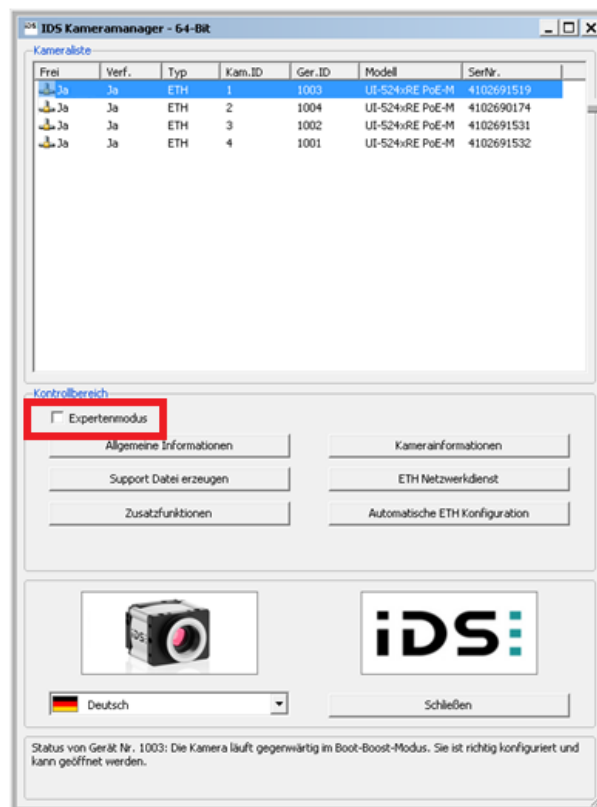 IDS Kameramanager - 64-Bit
Kameraliste
Frei Verf. Typ Kam.ID Ger.ID Modell SerNr.
Ja Ja ETH 1 1003 UI-524xRE PoE-M 4102691519
Ja Ja ETH 2 1004 UI-524xRE PoE-M 4102690174
Ja Ja ETH 3 1002 UI-524xRE PoE-M 4102691531
Ja Ja ETH 4 1001 UI-524xRE PoE-M 4102691532
Kontrollbereich
Expertenmodus
Allgemeine Informationen Kamerainformationen
Support Datei erzeugen ETH Netzwerkdienst
Zusatzfunktionen Automatische ETH Konfiguration
iDS
Deutsch Schließen
Status von Gerät Nr. 1003: Die Kamera läuft gegenwärtig im Boot-Boost-Modus. Sie ist richtig konfiguriert und
kann geöffnet werden.